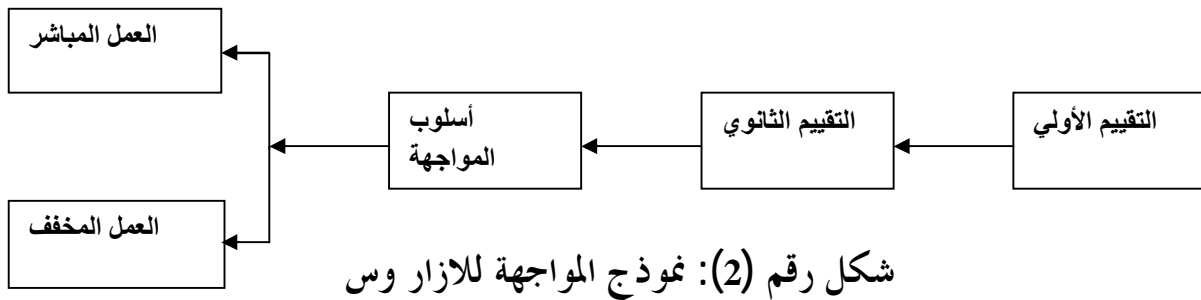 العمل المباشر
التقييم الأولي
التقييم الثانوي
أسلوب
المواجهة
العمل المخفف
شكل رقم (2): نموذج المواجهة للازار وس